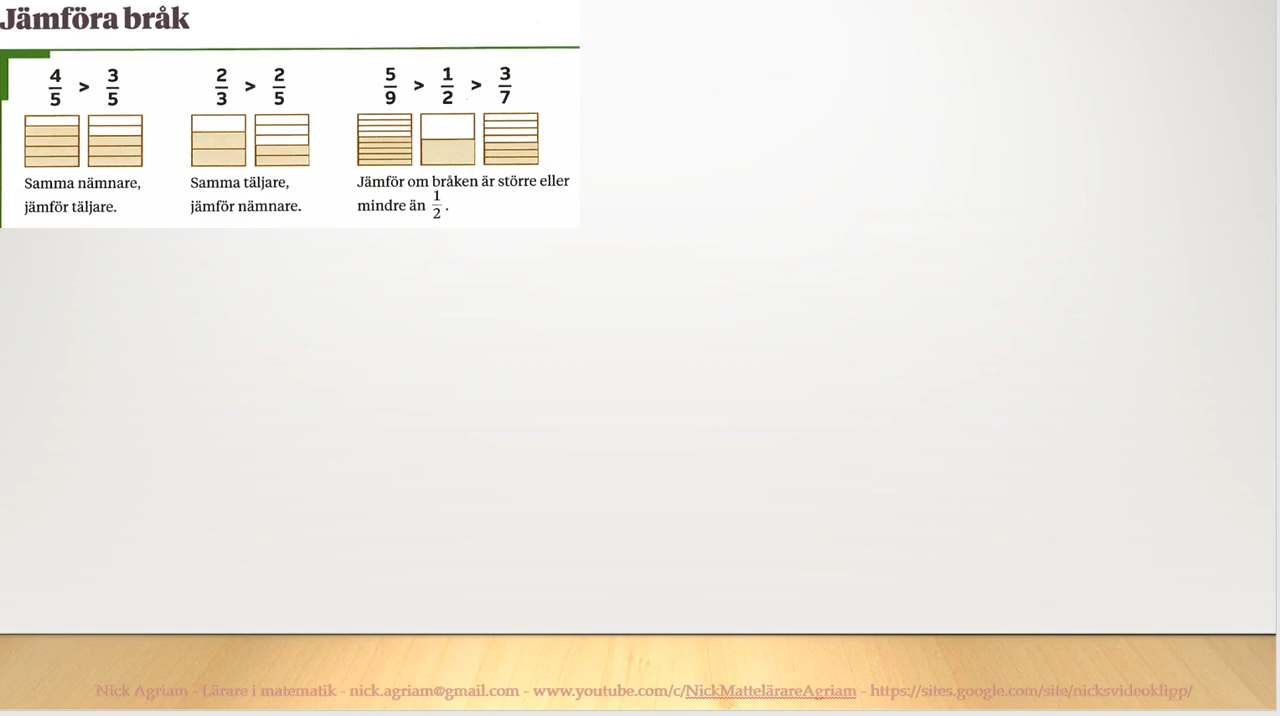 Jämföra bråk
4/5 > 3/5
2/3 > 2/5
5/9 > 1/2 > 3/7
Samma nämnare,
jämför täljare.
Samma täljare,
jämför nämnare.
Jämför om bråken är större eller
mindre än 1/2.
Nick Agriam - Lärare i matematik - nick.agriam@gmail.com - www.youtube.com/c/NickMattelärareAgriam - https://sites.google.com/site/nicksvideoklipp/